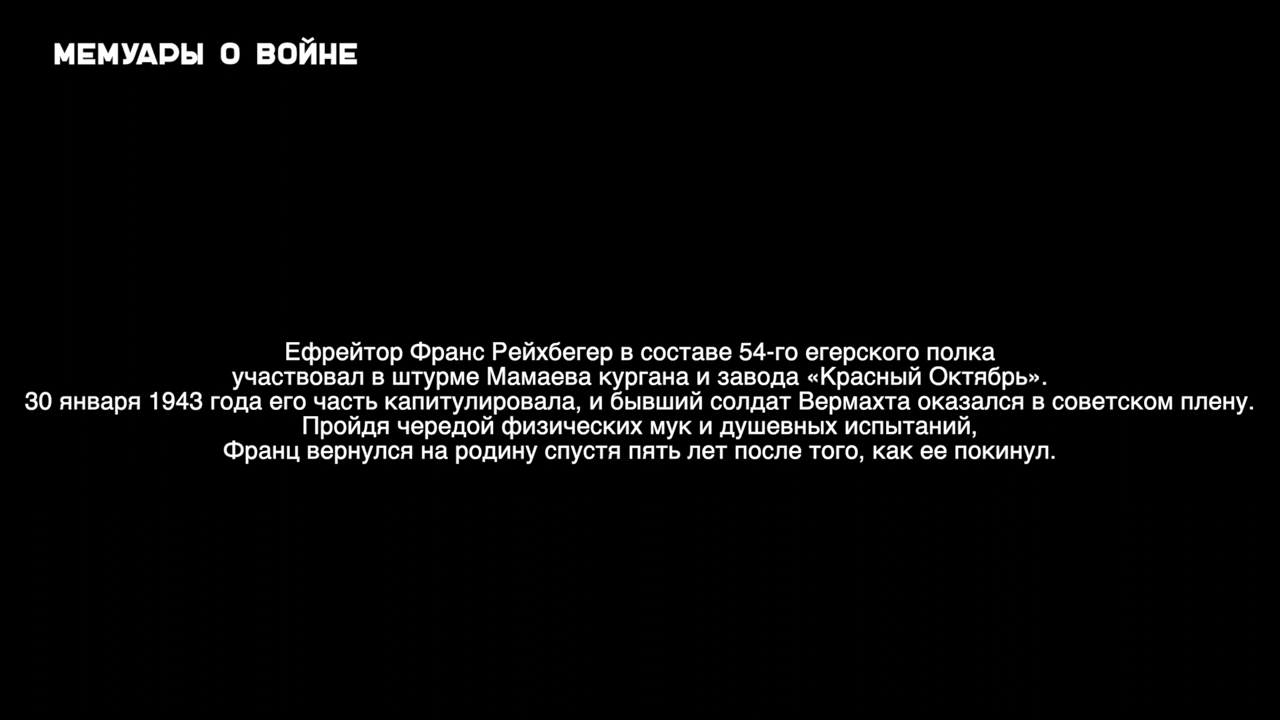 МЕМУАРЫ О ВОЙНЕ
Ефрейтор Франс Рейхбегер в составе 54-го егерского полка
участвовал в штурме Мамаева кургана и завода «Красный Октябрь».
30 января 1943 года его часть капитулировала, и бывший солдат Вермахта оказался в советском плену.
Пройдя чередой физических мук и душевных испытаний,
Франц вернулся на родину спустя пять лет после того, как ее покинул.